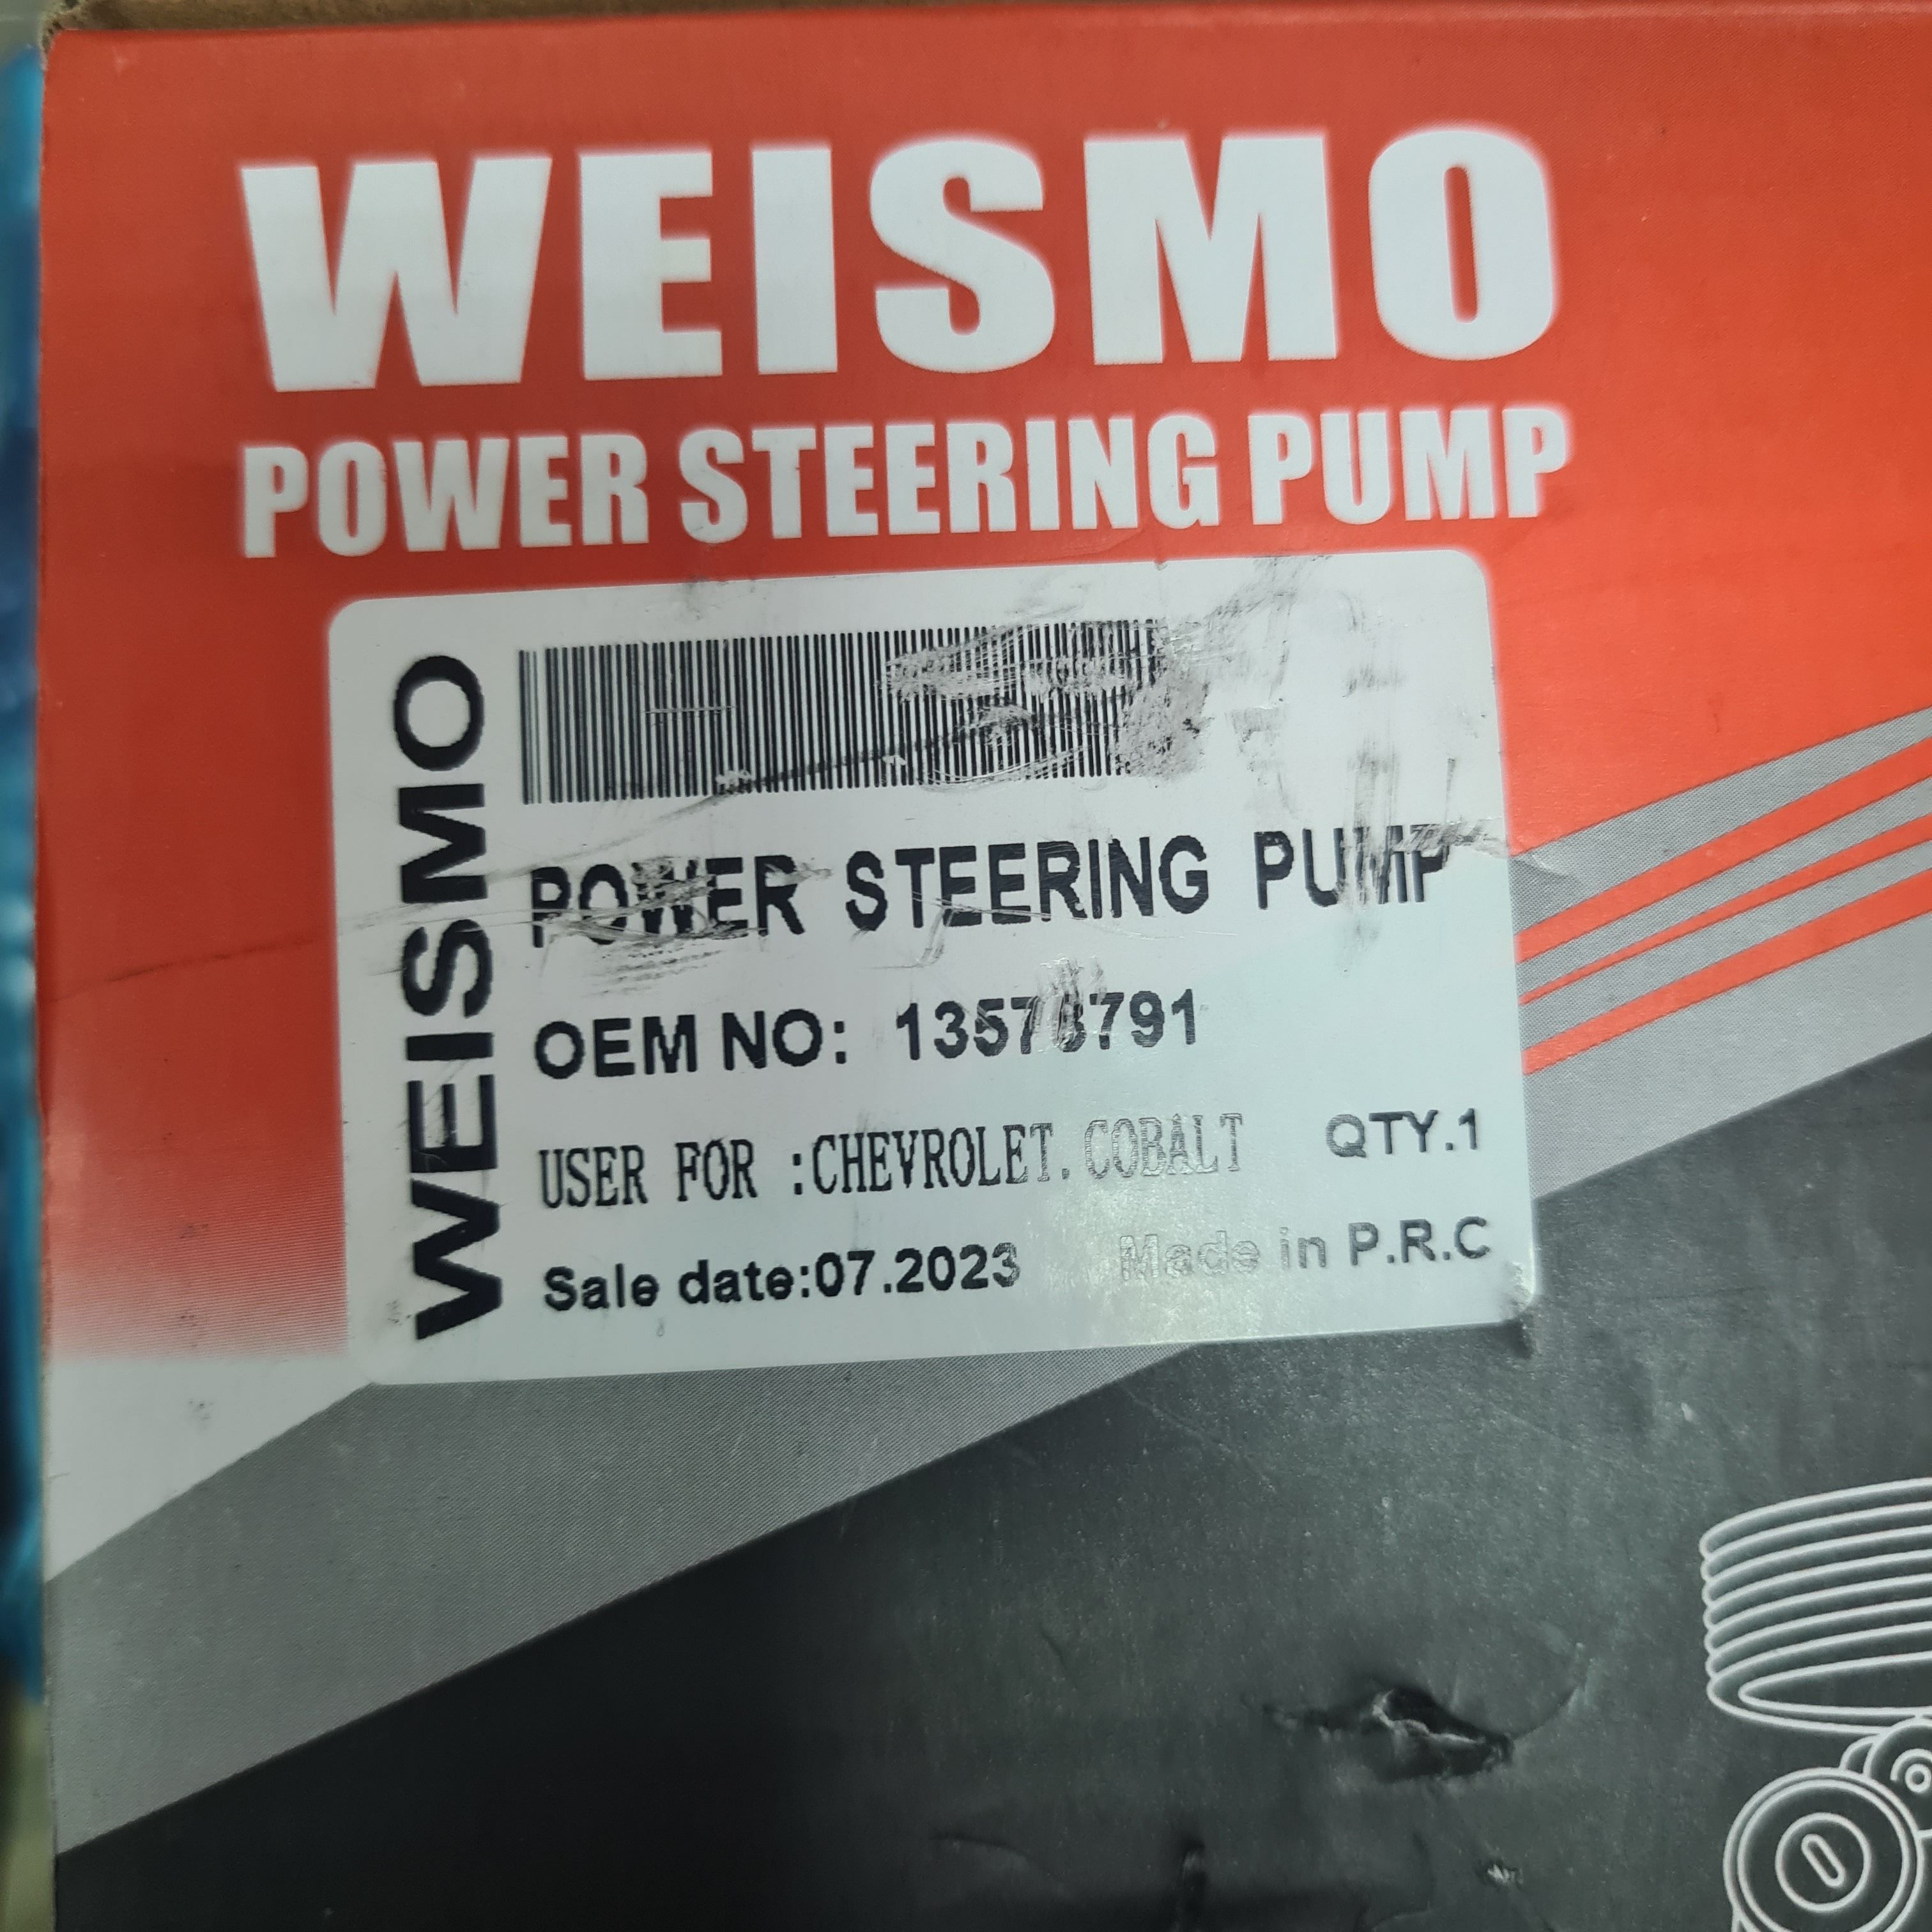 WEISMO
POWER STEERING PUMP
WEISMO
POWER STEERING PUMP
OEM NO:
USER FOR :CHEVROLET.COBALT QTY.1
Sale date:07.2023 Made in P.R.C